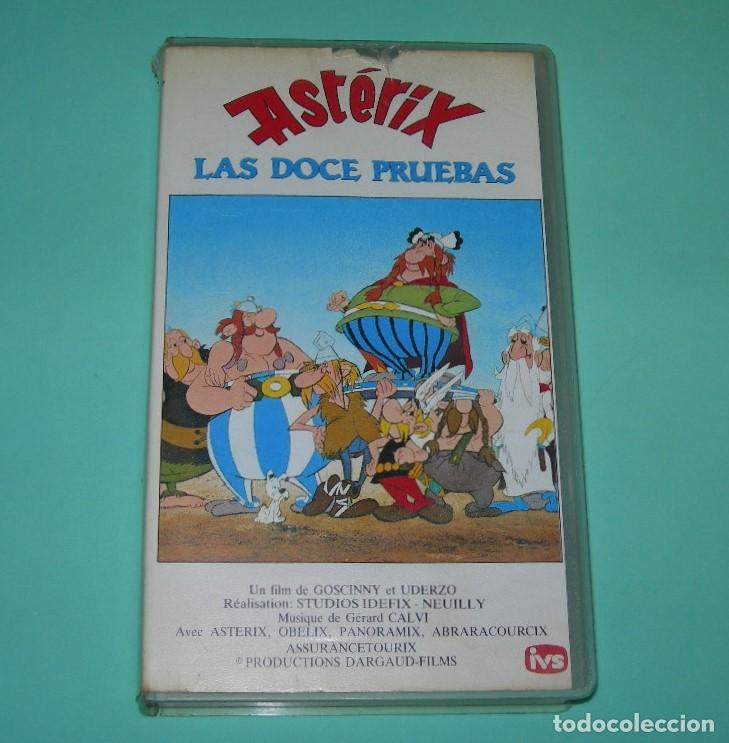 Astérix
LAS DOCE PRUEBAS
Un film de GOSCINNY et UDERZO
Réalisation: STUDIOS IDEFIX - NEUILLY
Musique de Gérard CALVI
Avec ASTERIX, OBELIX, PANORAMIX, ABRARACOURCIX
ASSURANCETOURIX
© PRODUCTIONS DARGAUD-FILMS
ivs
todocoleccion